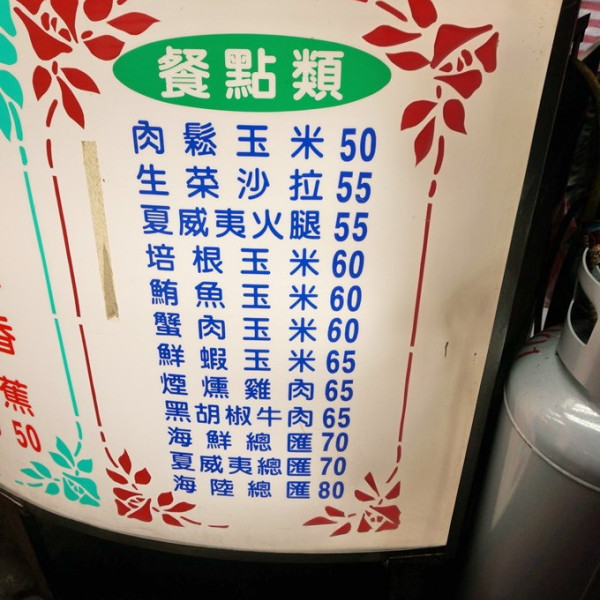 餐點類
肉鬆玉米 50
生菜沙拉 55
夏威夷火腿 55
培根玉米 60
鮪魚玉米 60
蟹肉玉米 60
鮮蝦玉米 65
煙燻雞肉 65
黑胡椒牛肉 65
海鮮總匯 70
夏威夷總匯 70
海陸總匯 80
香蕉
50